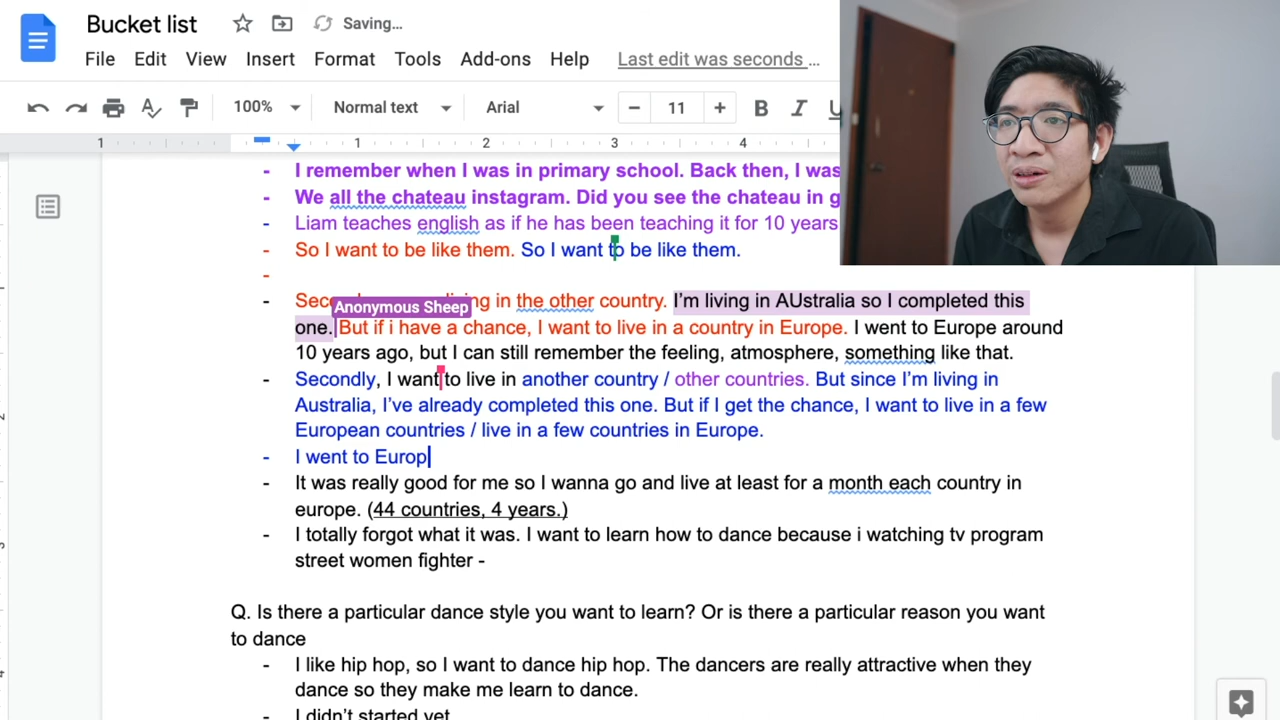 Bucket list Saving...
File Edit View Insert Format Tools Add-ons Help Last edit was seconds ...
100% Normal text Arial 11 B I U
1 1 2 3 4
- I remember when I was in primary school. Back then, I was
- We all the chateau instagram. Did you see the chateau in g
- Liam teaches english as if he has been teaching it for 10 years
- So I want to be like them. So I want to be like them.
-
- living in the other country. I'm living in AUstralia so I completed this
Anonymous Sheep
one. But if i have a chance, I want to live in a country in Europe. I went to Europe around
10 years ago, but I can still remember the feeling, atmosphere, something like that.
- Secondly, I want to live in another country / other countries. But since I'm living in
Australia, I've already completed this one. But if I get the chance, I want to live in a few
European countries / live in a few countries in Europe.
- I went to Europ
- It was really good for me so I wanna go and live at least for a month each country in
europe. (44 countries, 4 years.)
- I totally forgot what it was. I want to learn how to dance because i watching tv program
street women fighter -
Q. Is there a particular dance style you want to learn? Or is there a particular reason you want
to dance
- I like hip hop, so I want to dance hip hop. The dancers are really attractive when they
dance so they make me learn to dance.
- I didn't started yet